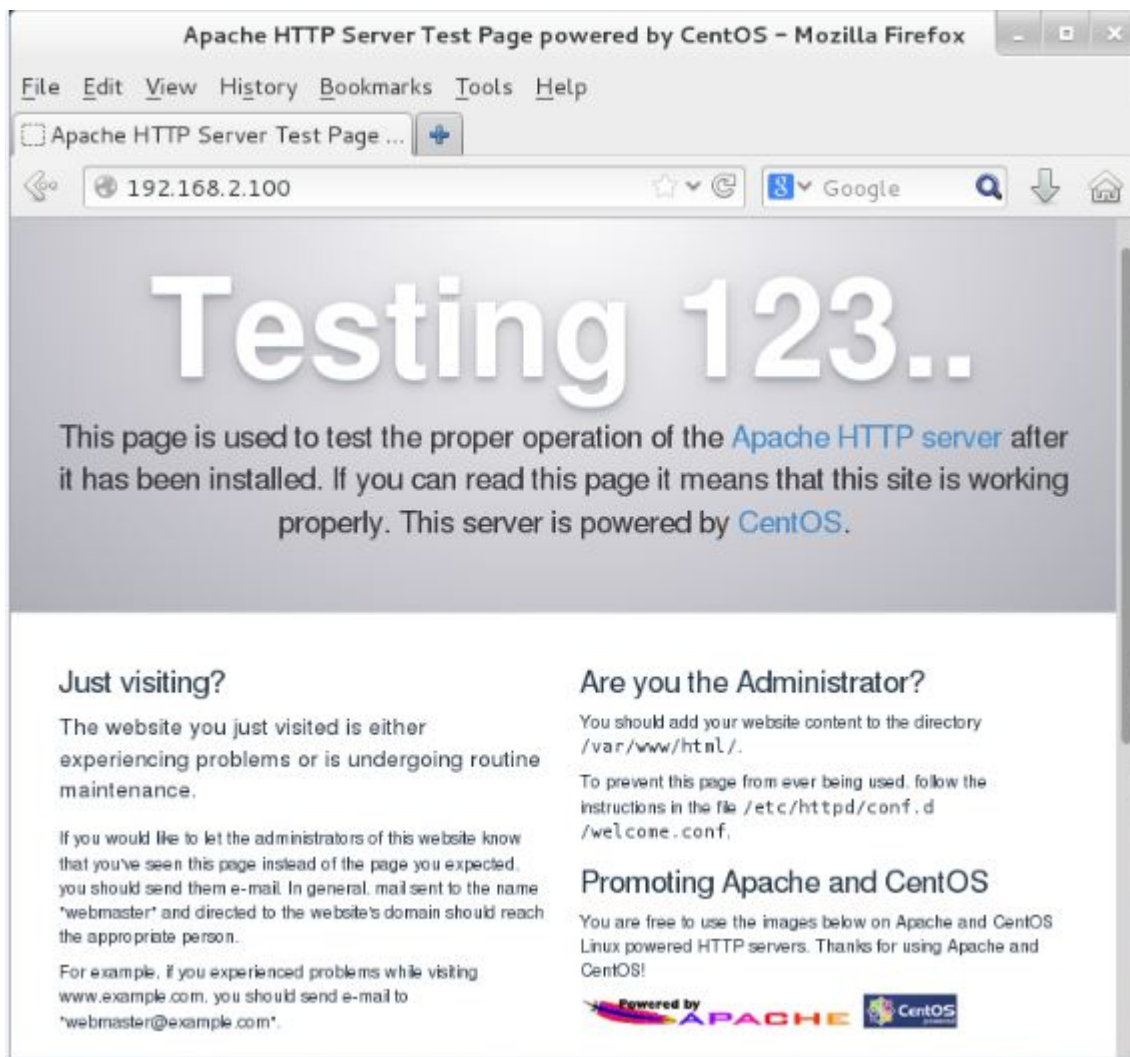 Apache HTTP Server Test Page powered by CentOS – Mozilla Firefox
File Edit View History Bookmarks Tools Help
Apache HTTP Server Test Page ...
192.168.2.100
Google
Testing 123..
This page is used to test the proper operation of the Apache HTTP server after
it has been installed. If you can read this page it means that this site is working
properly. This server is powered by CentOS.
Just visiting?
The website you just visited is either
experiencing problems or is undergoing routine
maintenance.
If you would like to let the administrators of this website know
that you've seen this page instead of the page you expected,
you should send them e-mail. In general, mail sent to the name
"webmaster" and directed to the website's domain should reach
the appropriate person.
For example, if you experienced problems while visiting
www.example.com, you should send e-mail to
"webmaster@example.com".
Are you the Administrator?
You should add your website content to the directory
/var/www/html/.
To prevent this page from ever being used, follow the
instructions in the file /etc/httpd/conf.d
/welcome.conf.
Promoting Apache and CentOS
You are free to use the images below on Apache and CentOS
Linux powered HTTP servers. Thanks for using Apache and
CentOS!
Powered by
APACHE
CentOS